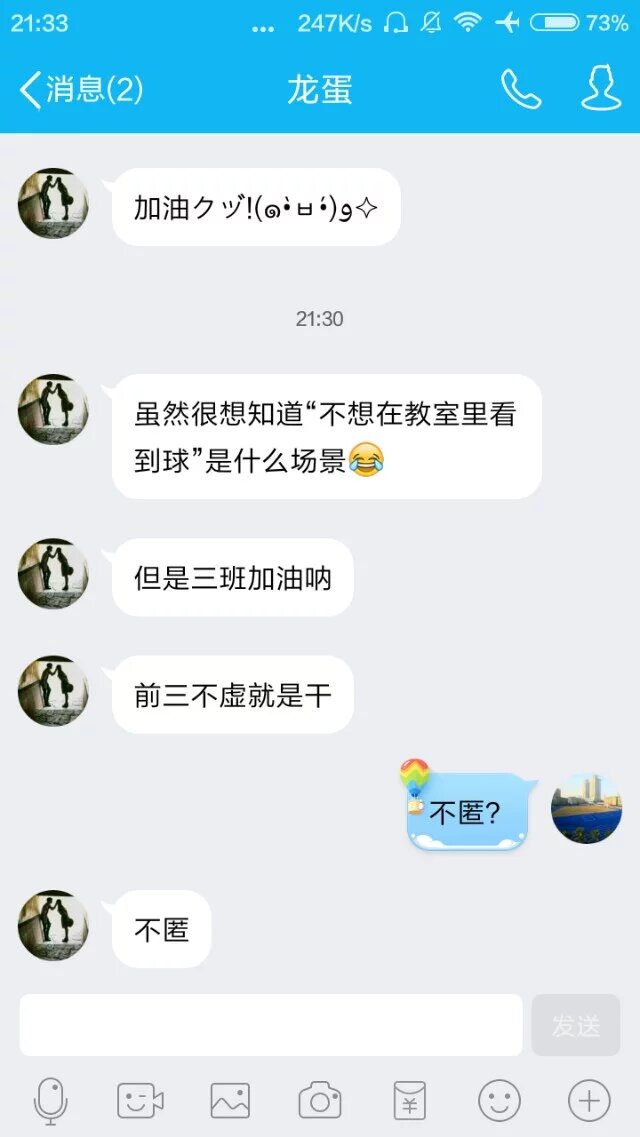 21:33 ... 247K/s 73%
消息(2) 龙蛋
加油クヅ!(๑•̀ㅂ•́)و✧
21:30
虽然很想知道“不想在教室里看
到球”是什么场景😂
但是三班加油呐
前三不虚就是干
不匿?
不匿
发送